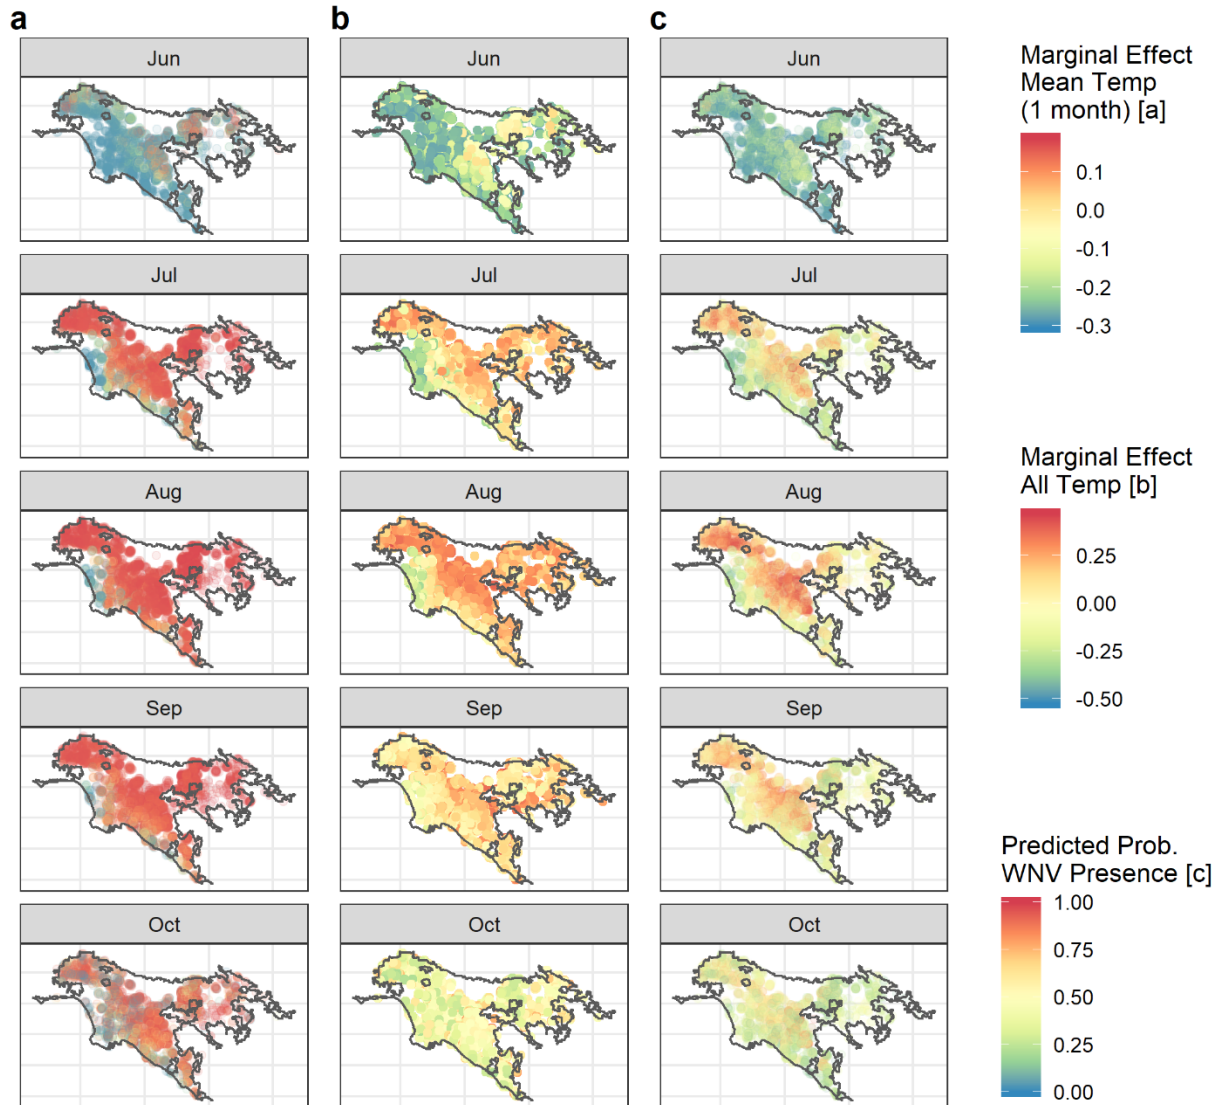 a
b
c
Jun
Jun
Jun
Jul
Jul
Jul
Aug
Aug
Aug
Sep
Sep
Sep
Oct
Oct
Oct
Marginal Effect
Mean Temp
(1 month) [a]
0.1
0.0
-0.1
-0.2
-0.3
Marginal Effect
All Temp [b]
0.25
0.00
-0.25
-0.50
Predicted Prob.
WNV Presence [c]
1.00
0.75
0.50
0.25
0.00